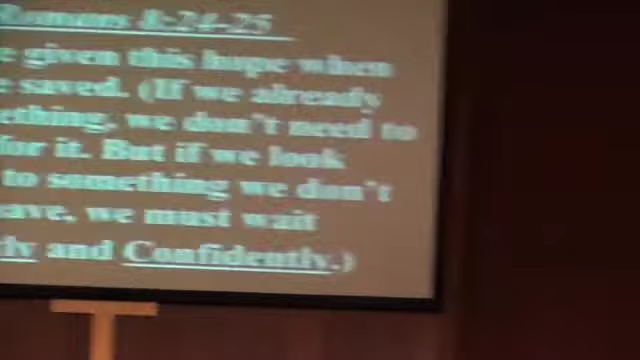 Romans 8:24-25
e given this hope when
e saved. (If we already
ething, we don't need to
for it. But if we look
to something we don't
ave, we must wait
ly and Confidently.)